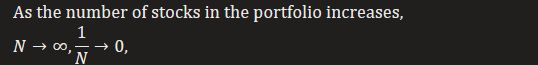 As the number of stocks in the portfolio increases,
N → ∞, 1/N → 0,